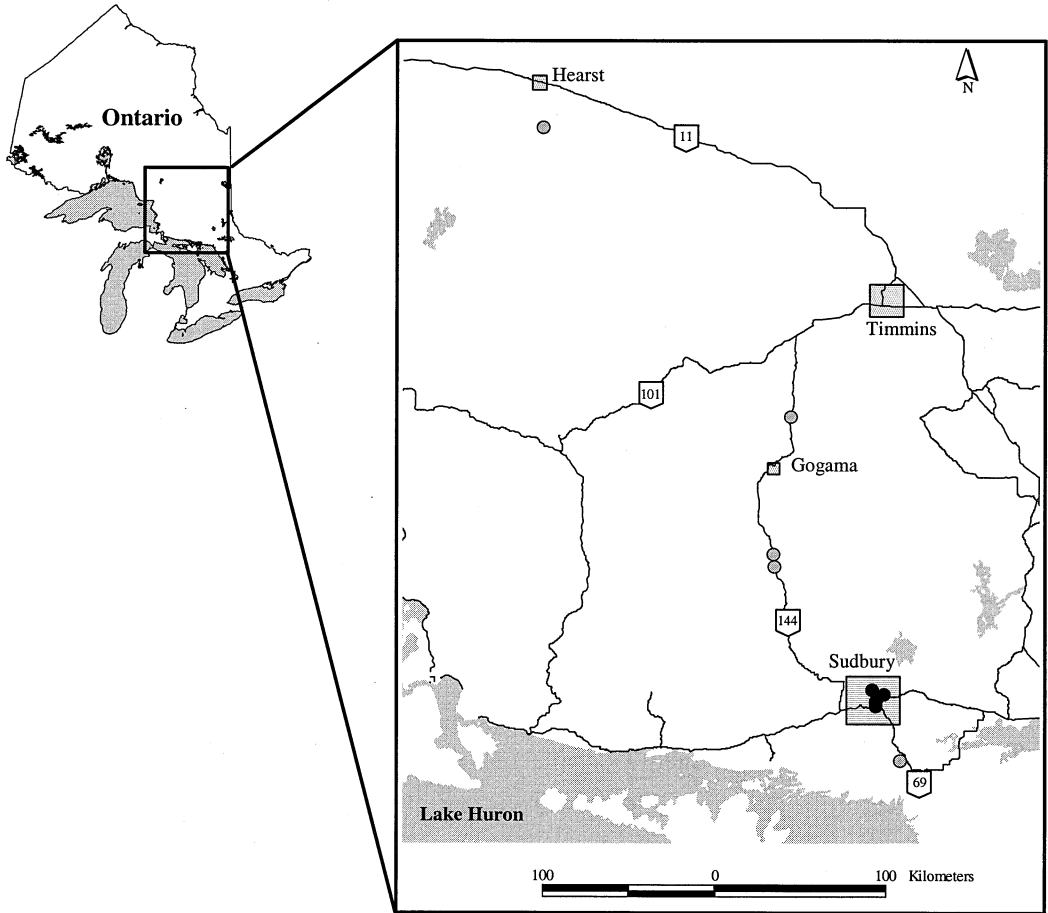 Ontario
Hearst
N
11
Timmins
101
Gogama
144
Sudbury
69
Lake Huron
100 0 100 Kilometers